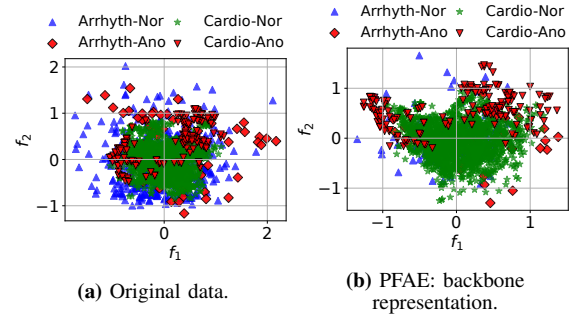 Arrhyth-Nor
Cardio-Nor
Arrhyth-Ano
Cardio-Ano
2
1
0
−1
f2
0
1
2
f1
(a) Original data.
Arrhyth-Nor
Cardio-Nor
Arrhyth-Ano
Cardio-Ano
1
0
−1
f2
−1
0
1
f1
(b) PFAE: backbone
representation.